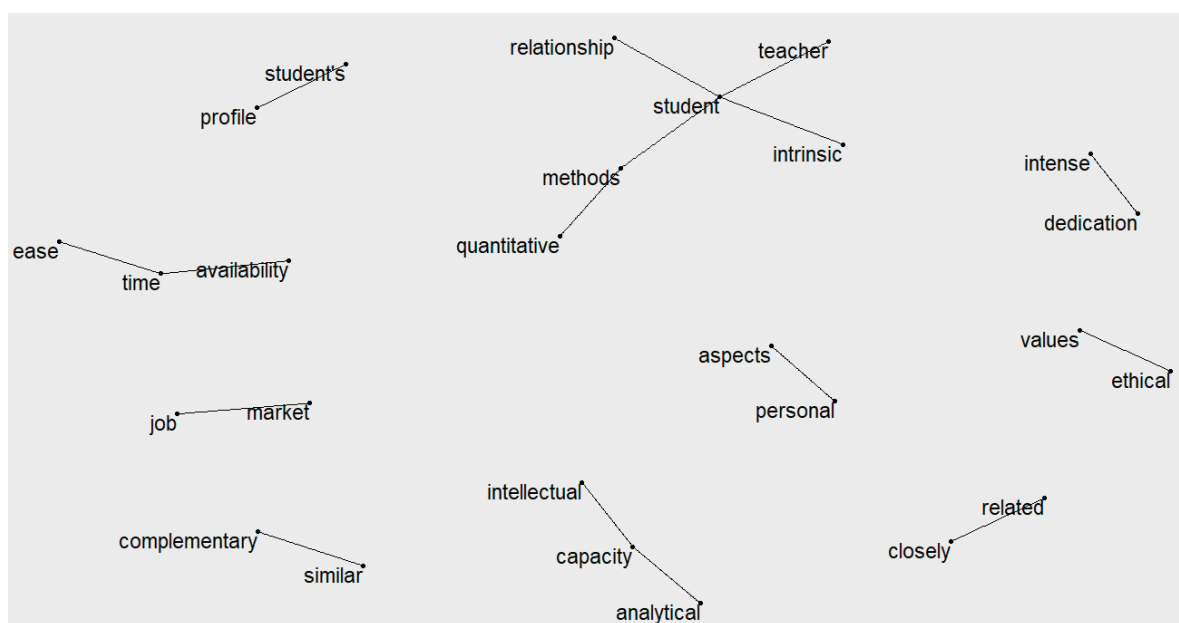 relationship
teacher
student's
student
profile
intrinsic
intense
methods
dedication
quantitative
ease
availability
time
values
aspects
ethical
personal
market
job
intellectual
related
complementary
closely
capacity
similar
analytical